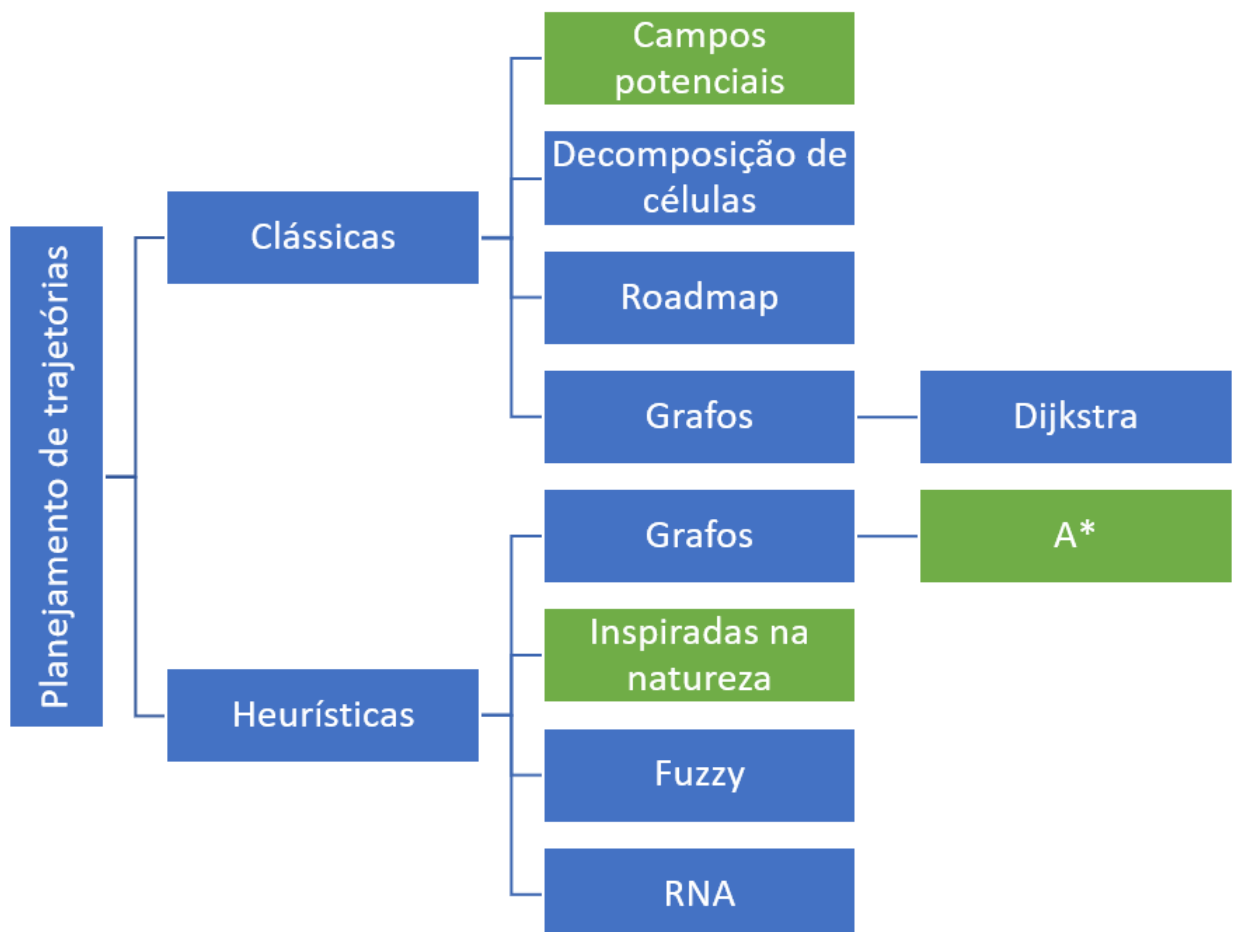 Planejamento de trajetórias
Clássicas
Campos
potenciais
Decomposição de
células
Roadmap
Grafos
Dijkstra
Heurísticas
Grafos
A*
Inspiradas na
natureza
Fuzzy
RNA